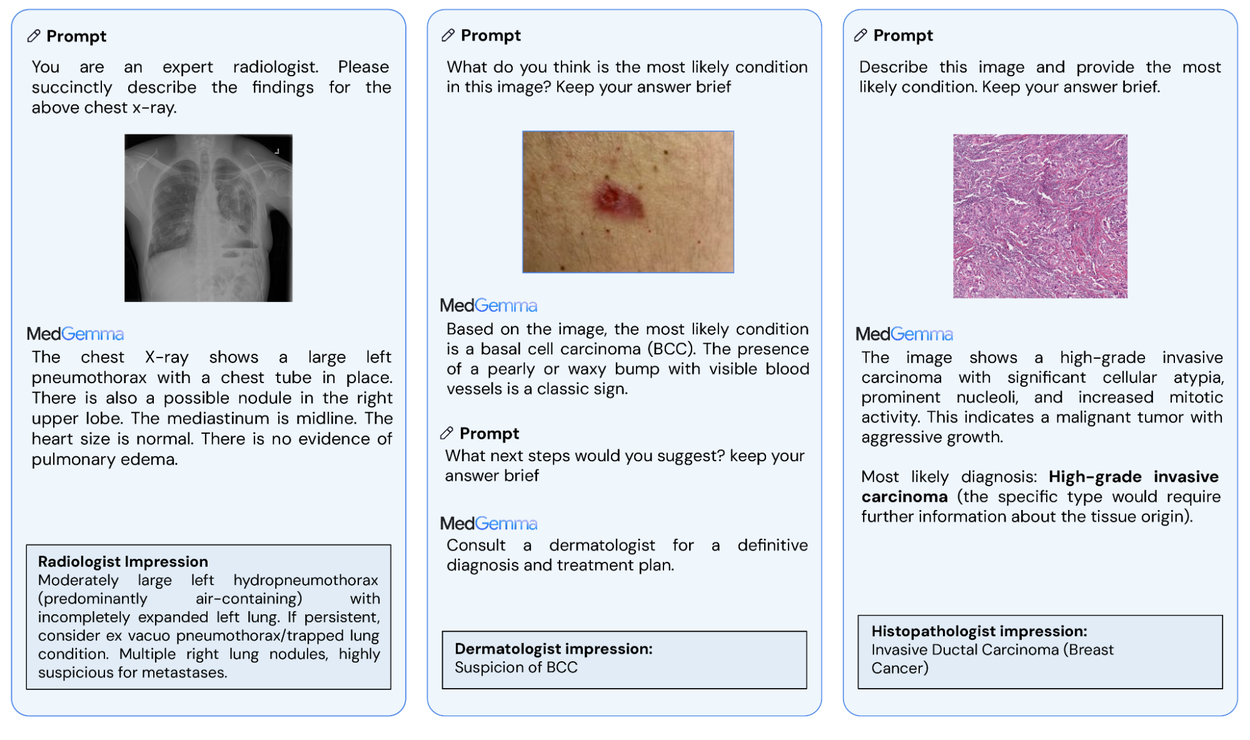 Prompt
You are an expert radiologist. Please
succinctly describe the findings for the
above chest x-ray.
MedGemma
The chest X-ray shows a large left
pneumothorax with a chest tube in place.
There is also a possible nodule in the right
upper lobe. The mediastinum is midline. The
heart size is normal. There is no evidence of
pulmonary edema.
Radiologist Impression
Moderately large left hydropneumothorax
(predominantly air-containing) with
incompletely expanded left lung. If persistent,
consider ex vacuo pneumothorax/trapped lung
condition. Multiple right lung nodules, highly
suspicious for metastases.
Prompt
What do you think is the most likely condition
in this image? Keep your answer brief
MedGemma
Based on the image, the most likely condition
is a basal cell carcinoma (BCC). The presence
of a pearly or waxy bump with visible blood
vessels is a classic sign.
Prompt
What next steps would you suggest? keep your
answer brief
MedGemma
Consult a dermatologist for a definitive
diagnosis and treatment plan.
Dermatologist impression:
Suspicion of BCC
Prompt
Describe this image and provide the most
likely condition. Keep your answer brief.
MedGemma
The image shows a high-grade invasive
carcinoma with significant cellular atypia,
prominent nucleoli, and increased mitotic
activity. This indicates a malignant tumor with
aggressive growth.
Most likely diagnosis: High-grade invasive
carcinoma (the specific type would require
further information about the tissue origin).
Histopathologist impression:
Invasive Ductal Carcinoma (Breast
Cancer)